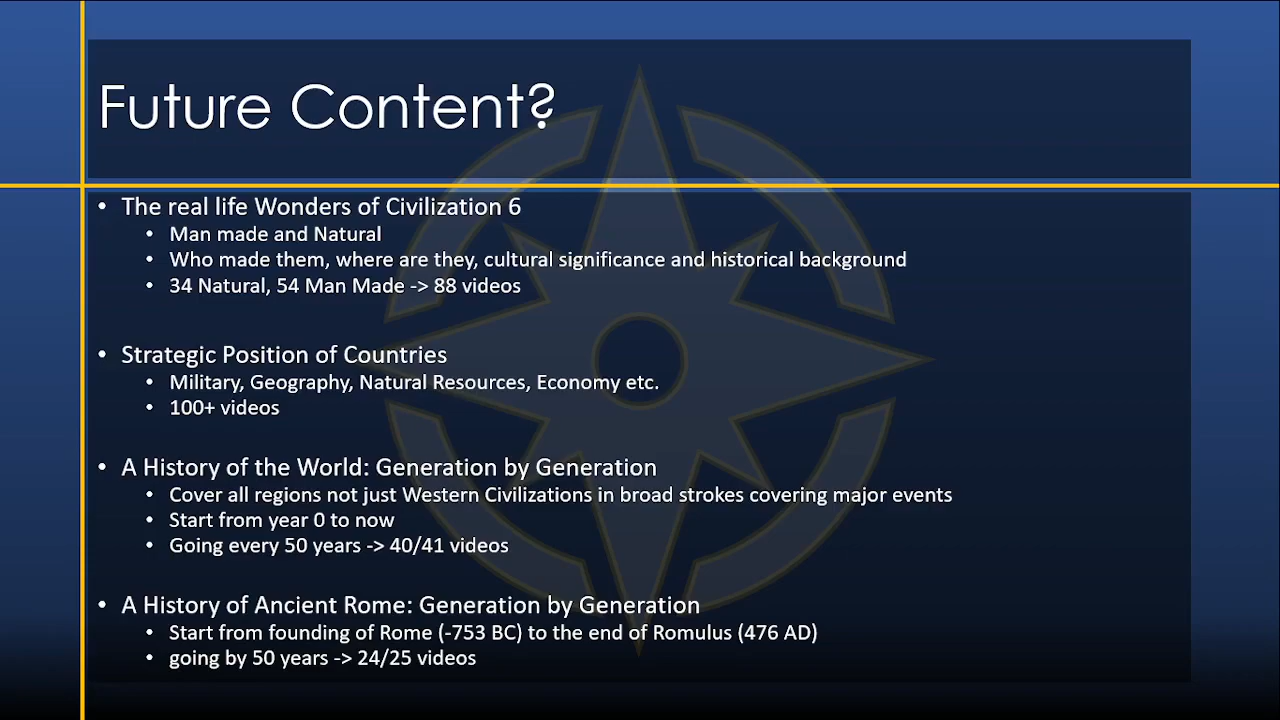 Future Content?
• The real life Wonders of Civilization 6
• Man made and Natural
• Who made them, where are they, cultural significance and historical background
• 34 Natural, 54 Man Made -> 88 videos
• Strategic Position of Countries
• Military, Geography, Natural Resources, Economy etc.
• 100+ videos
• A History of the World: Generation by Generation
• Cover all regions not just Western Civilizations in broad strokes covering major events
• Start from year 0 to now
• Going every 50 years -> 40/41 videos
• A History of Ancient Rome: Generation by Generation
• Start from founding of Rome (-753 BC) to the end of Romulus (476 AD)
• going by 50 years -> 24/25 videos